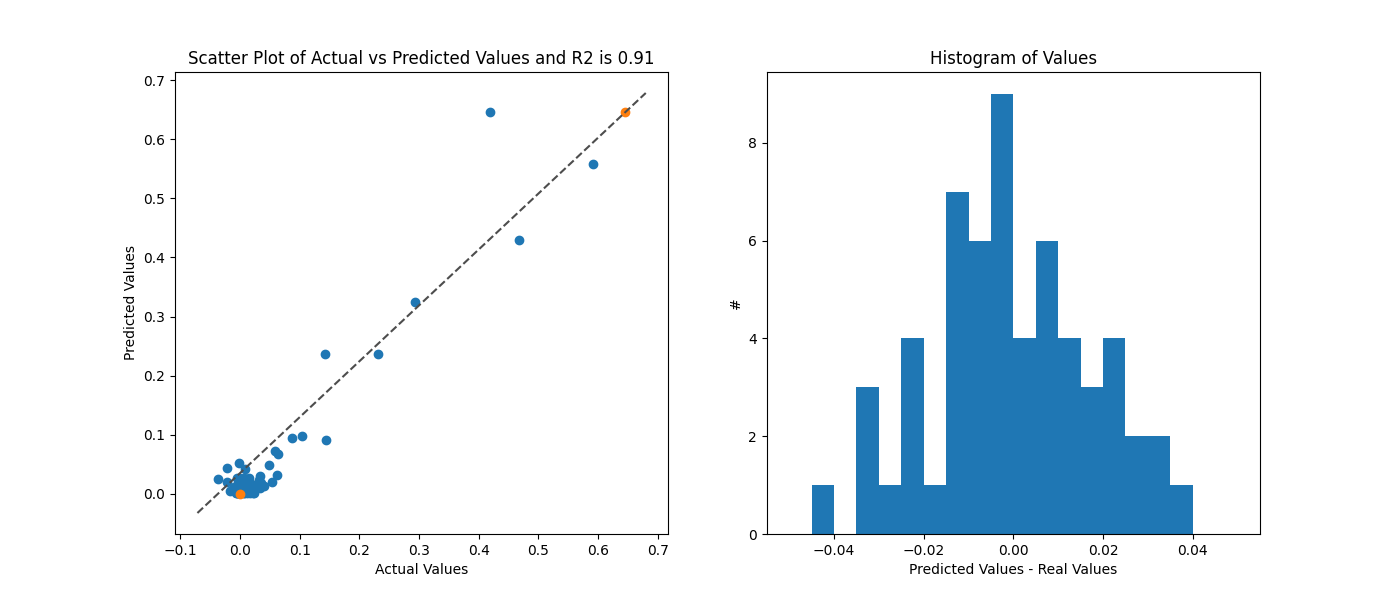 Scatter Plot of Actual vs Predicted Values and R2 is 0.91
0.7
0.6
0.5
0.4
0.3
0.2
0.1
0.0
Predicted Values
−0.1 0.0 0.1 0.2 0.3 0.4 0.5 0.6 0.7
Actual Values
Histogram of Values
8
6
4
2
0
#
−0.04 −0.02 0.00 0.02 0.04
Predicted Values - Real Values